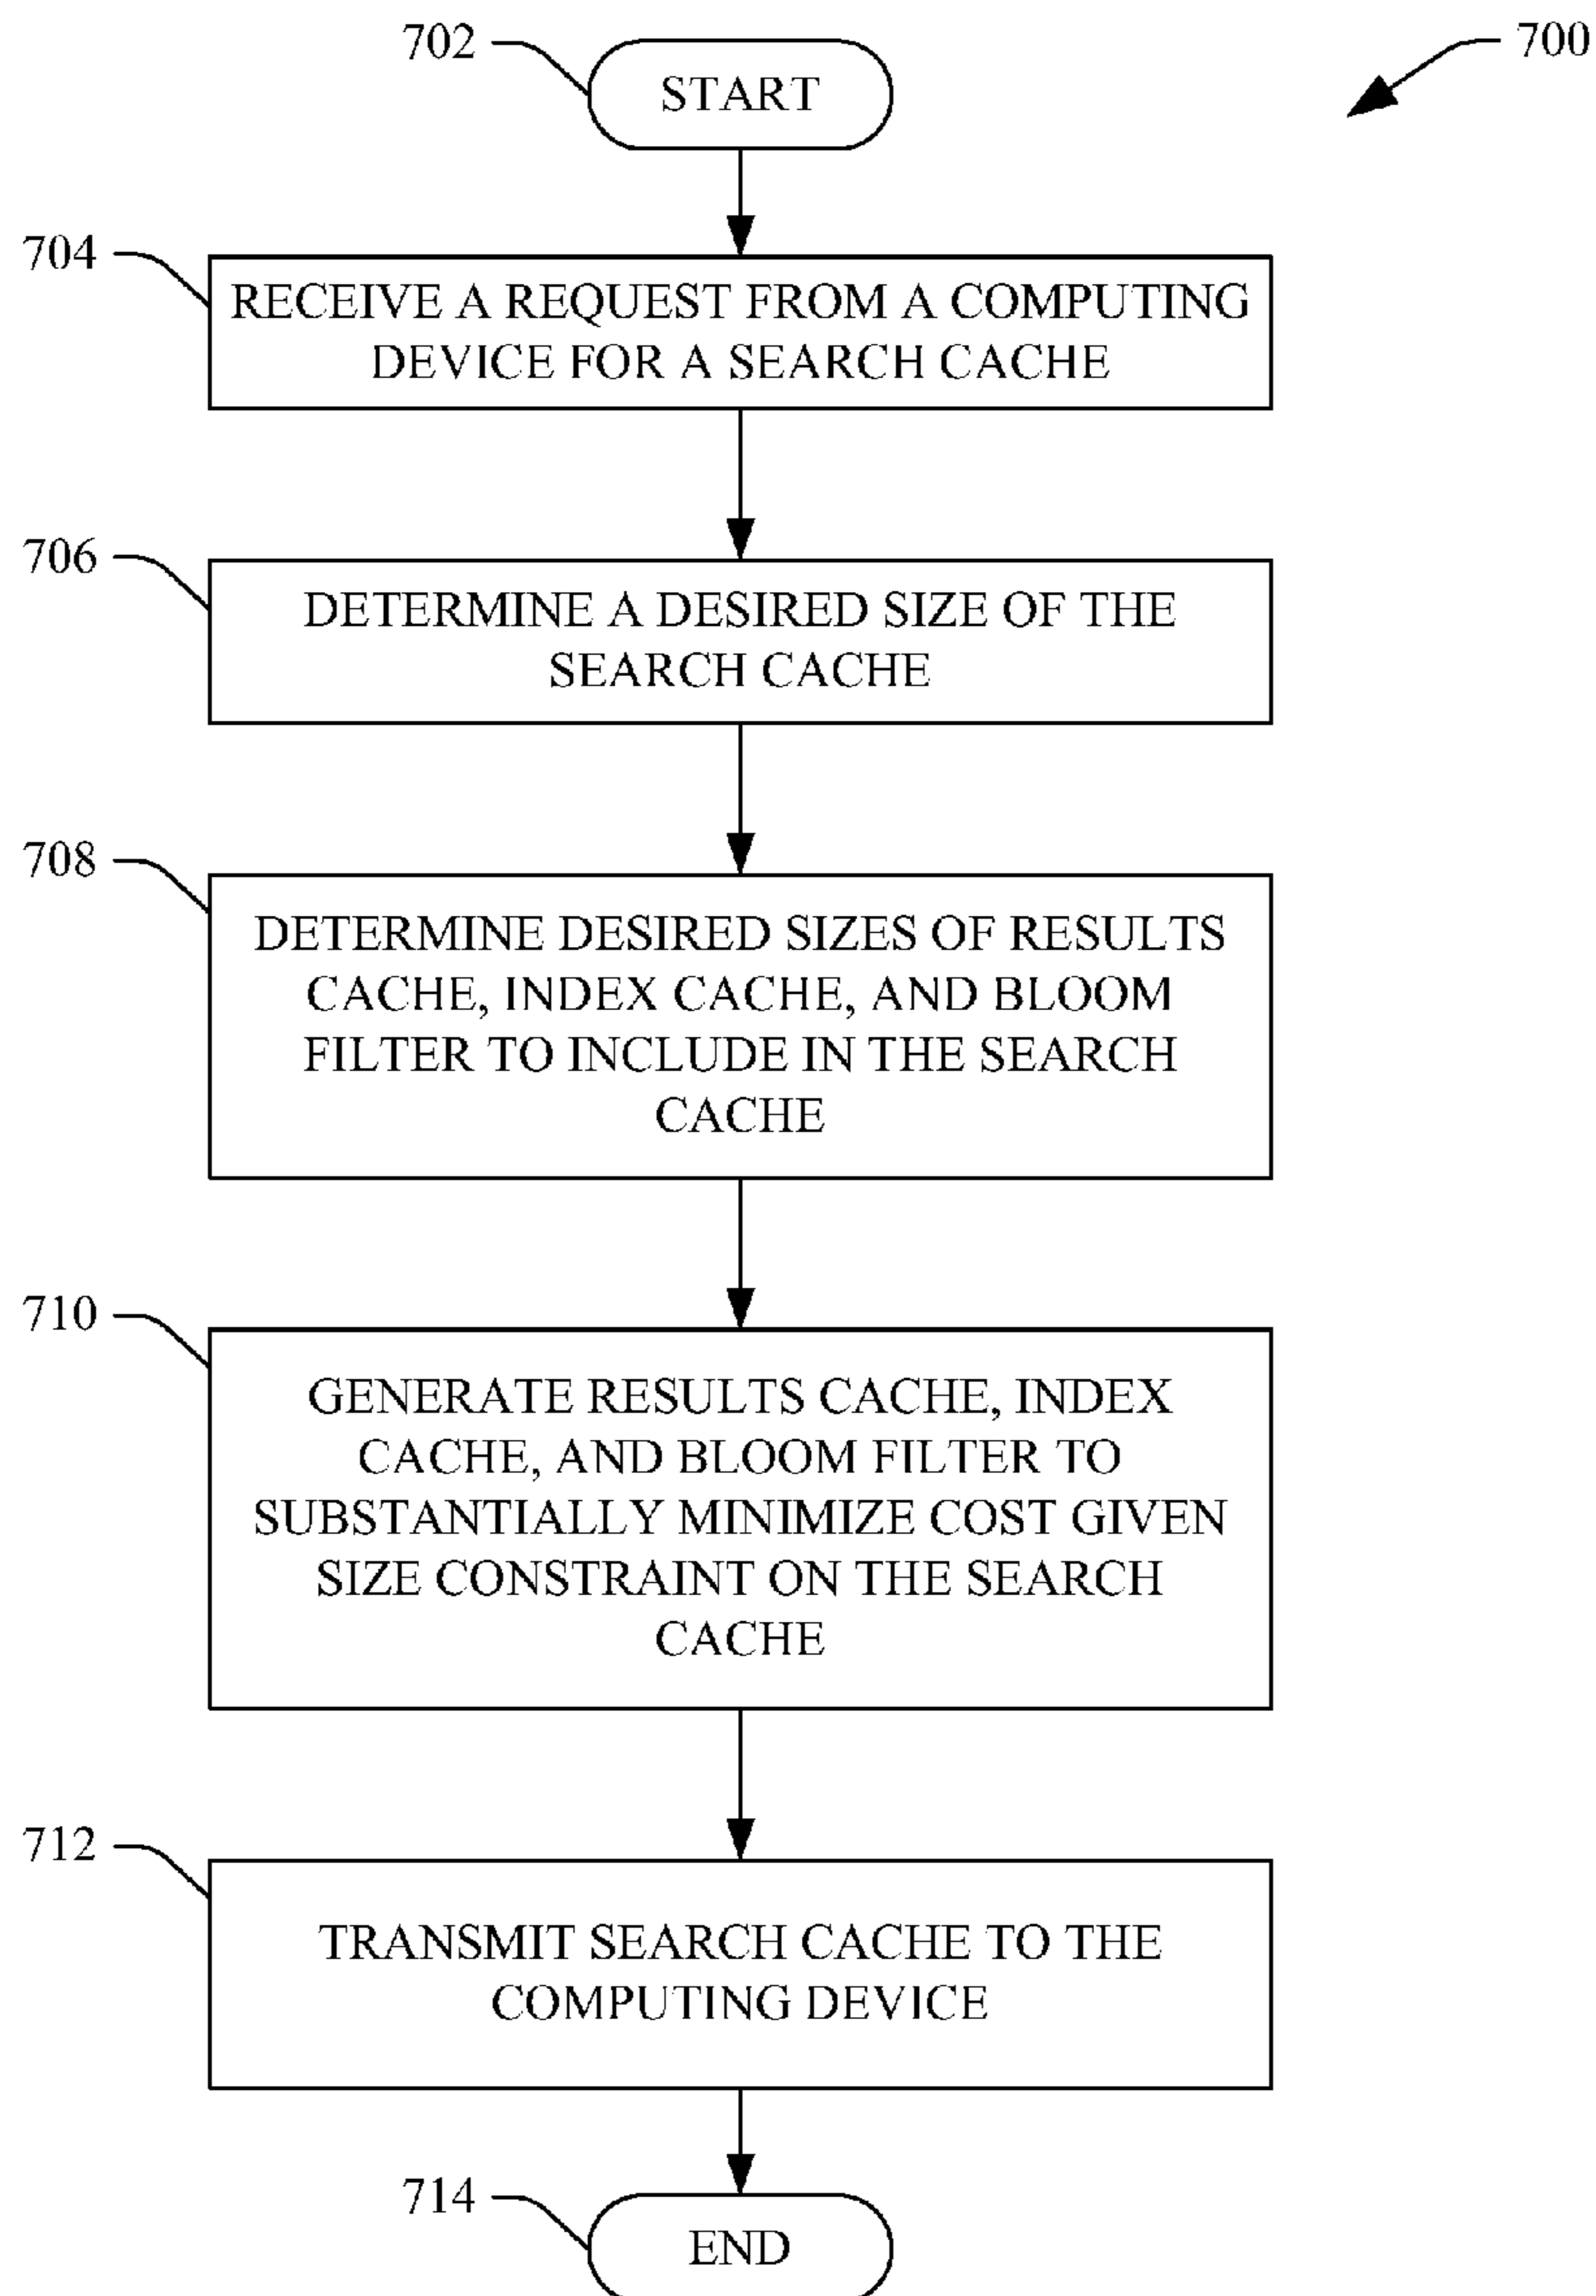 702
START
700
704
RECEIVE A REQUEST FROM A COMPUTING
DEVICE FOR A SEARCH CACHE
706
DETERMINE A DESIRED SIZE OF THE
SEARCH CACHE
708
DETERMINE DESIRED SIZES OF RESULTS
CACHE, INDEX CACHE, AND BLOOM
FILTER TO INCLUDE IN THE SEARCH
CACHE
710
GENERATE RESULTS CACHE, INDEX
CACHE, AND BLOOM FILTER TO
SUBSTANTIALLY MINIMIZE COST GIVEN
SIZE CONSTRAINT ON THE SEARCH
CACHE
712
TRANSMIT SEARCH CACHE TO THE
COMPUTING DEVICE
714
END